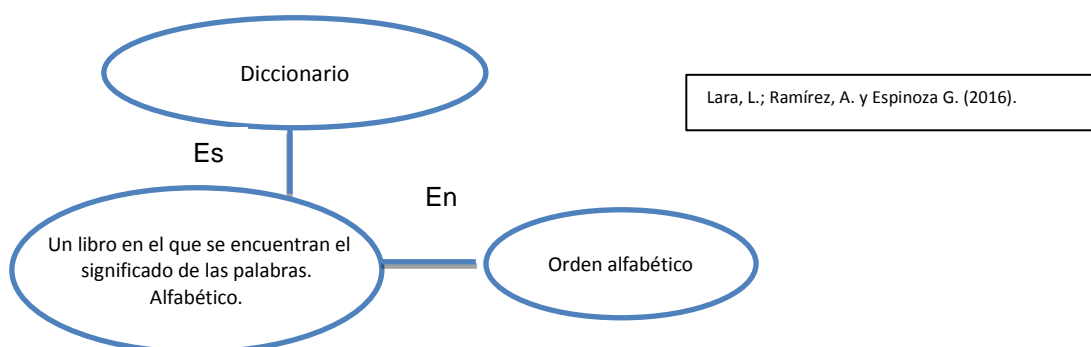 Diccionario
Lara, L.; Ramírez, A. y Espinoza G. (2016).
Es
En
Un libro en el que se encuentran el
significado de las palabras.
Alfabético.
Orden alfabético